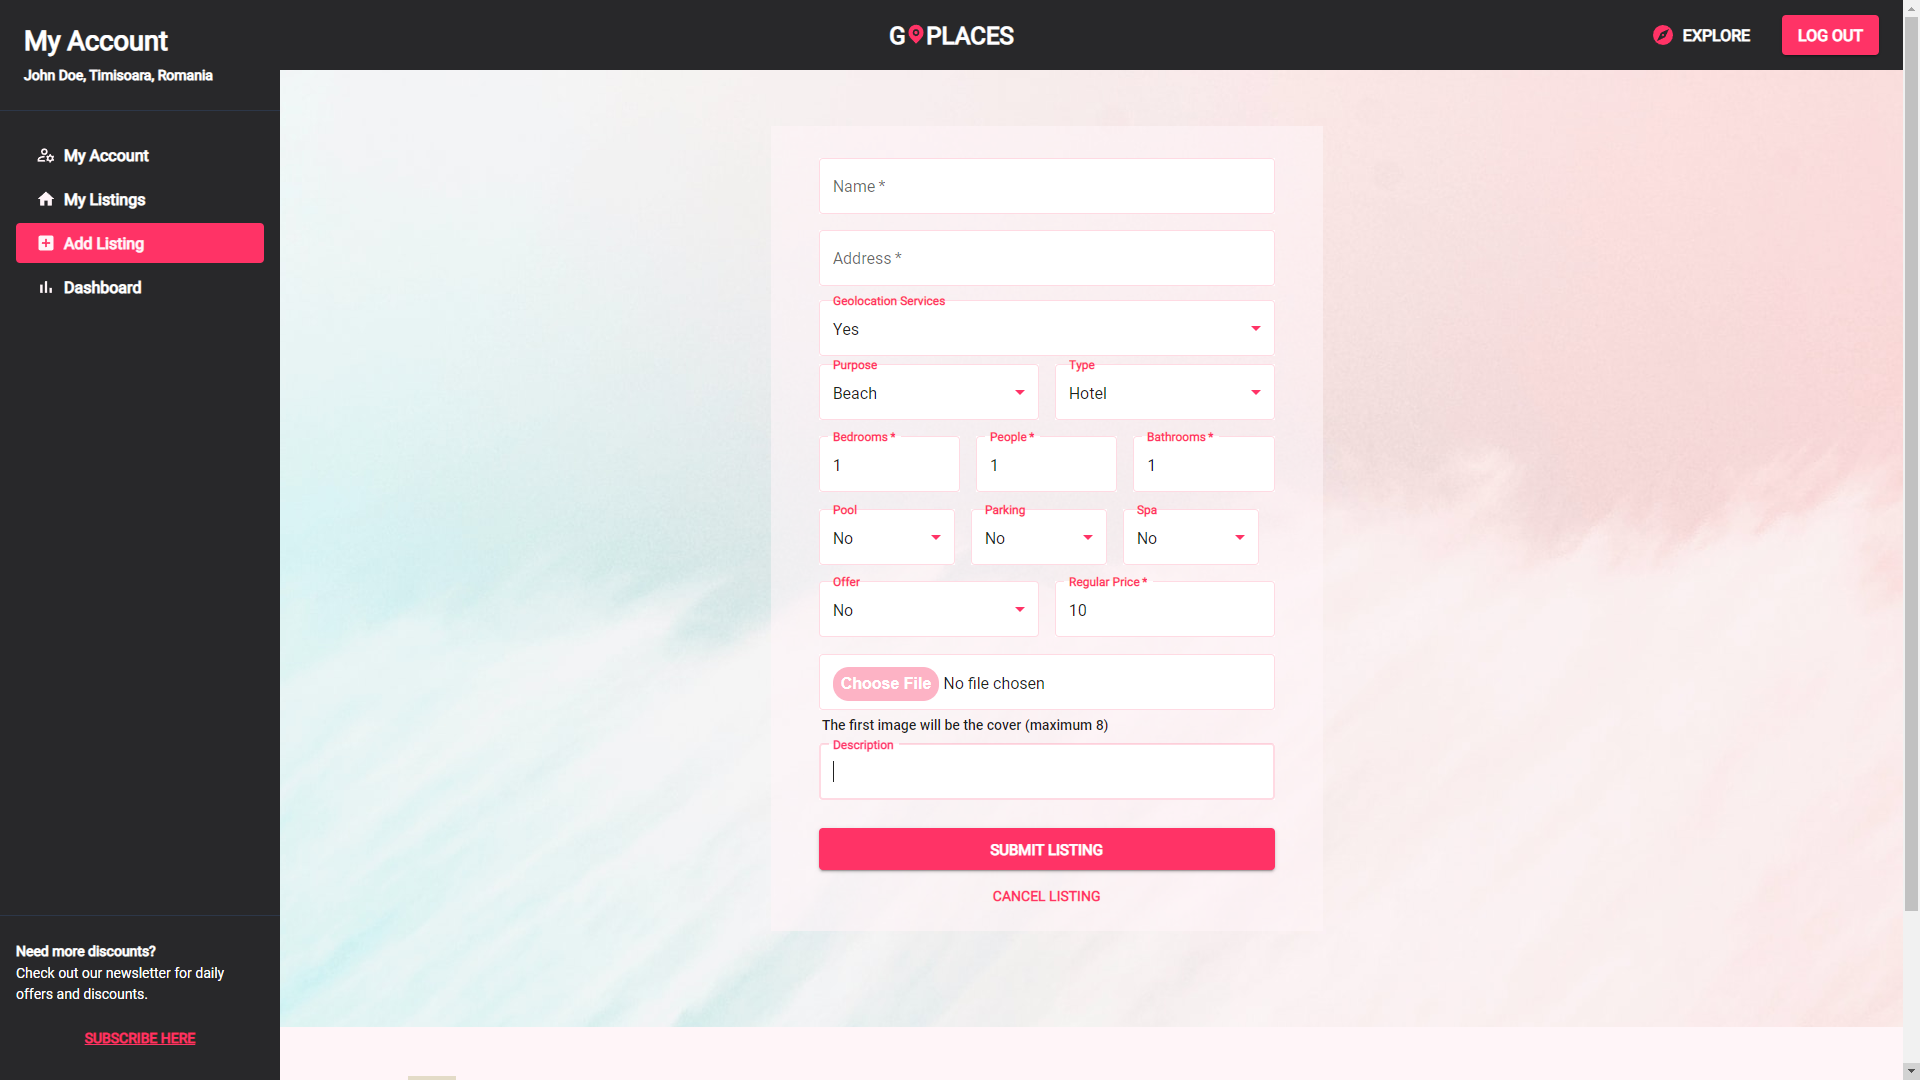 My Account
John Doe, Timisoara, Romania
My Account
My Listings
Add Listing
Dashboard
Need more discounts?
Check out our newsletter for daily
offers and discounts.
SUBSCRIBE HERE
G PLACES
EXPLORE
LOG OUT
Name *
Address *
Geolocation Services
Yes
Purpose
Beach
Type
Hotel
Bedrooms *
1
People *
1
Bathrooms *
1
Pool
No
Parking
No
Spa
No
Offer
No
Regular Price *
10
Choose File No file chosen
The first image will be the cover (maximum 8)
Description
SUBMIT LISTING
CANCEL LISTING